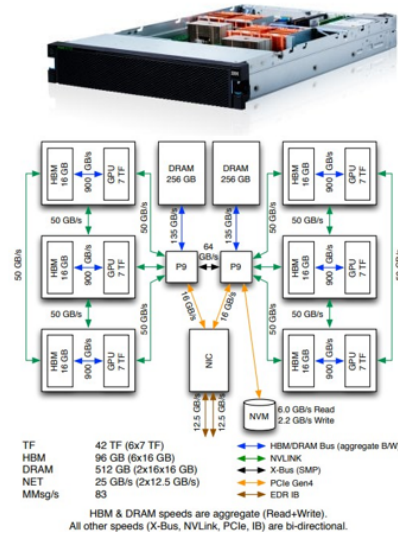 HBM
16 GB
900 GB/s
GPU
7 TF
DRAM
256 GB
DRAM
256 GB
HBM
16 GB
900 GB/s
GPU
7 TF
50 GB/s
50 GB/s
135 GB/s
135 GB/s
50 GB/s
50 GB/s
64
GB/s
50 GB/s
HBM
16 GB
900 GB/s
GPU
7 TF
P9
P9
HBM
16 GB
900 GB/s
GPU
7 TF
50 GB/s
50 GB/s
50 GB/s
16 GB/s
16 GB/s
50 GB/s
50 GB/s
HBM
16 GB
900 GB/s
GPU
7 TF
NIC
HBM
16 GB
900 GB/s
GPU
7 TF
12.5 GB/s
12.5 GB/s
NVM
6.0 GB/s Read
2.2 GB/s Write
TF 42 TF (6x7 TF)
HBM 96 GB (6x16 GB)
DRAM 512 GB (2x16x16 GB)
NET 25 GB/s (2x12.5 GB/s)
MMsg/s 83
HBM/DRAM Bus (aggregate B/W)
NVLINK
X-Bus (SMP)
PCIe Gen4
EDR IB
HBM & DRAM speeds are aggregate (Read+Write).
All other speeds (X-Bus, NVLink, PCIe, IB) are bi-directional.